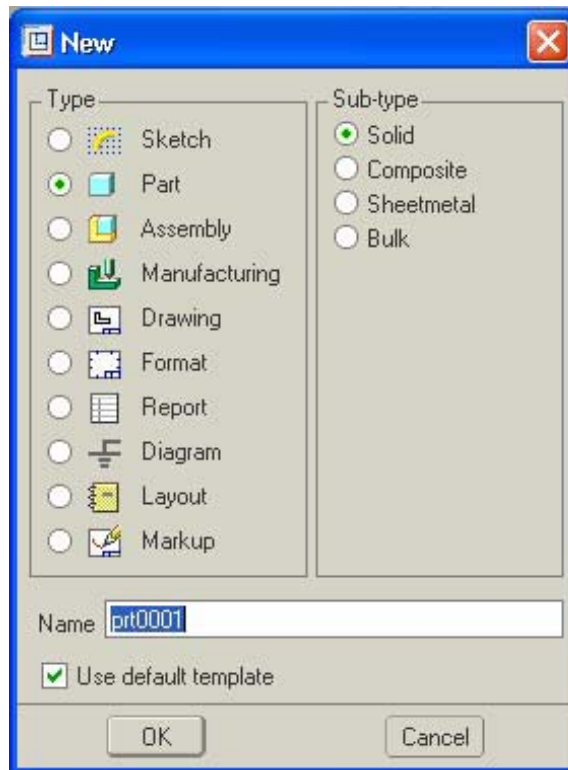 New
Type
Sketch
Part
Assembly
Manufacturing
Drawing
Format
Report
Diagram
Layout
Markup
Sub-type
Solid
Composite
Sheetmetal
Bulk
Name prt0001
Use default template
OK Cancel